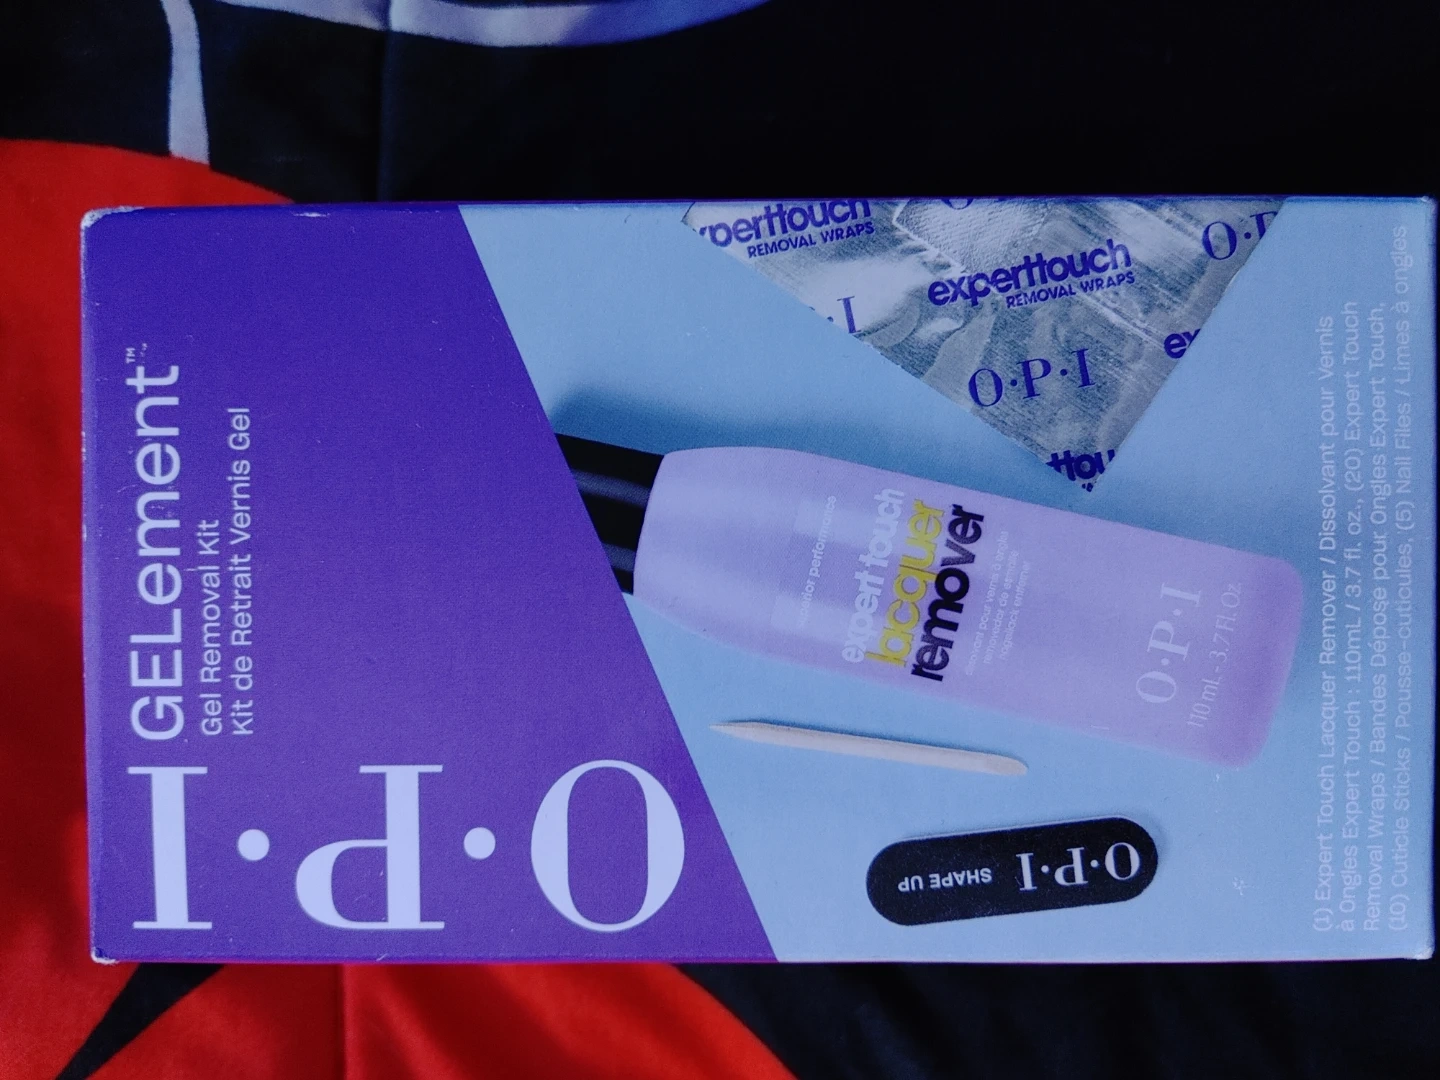 O·P·I
GELement™
Gel Removal Kit
Kit de Retrait Vernis Gel
experttouch
REMOVAL WRAPS
experttouch
REMOVAL WRAPS
O·P·I
expert touch
lacquer
remover
O·P·I
110 mL - 3.7 Fl. Oz
SHAPE UP
O·P·I
(1) Expert Touch Lacquer Remover / Dissolvant pour Vernis
à Ongles Expert Touch : 110mL / 3.7 fl. oz., (20) Expert Touch
Removal Wraps / Bandes Dépose pour Ongles Expert Touch,
(10) Cuticle Sticks / Pousse-cuticules, (5) Nail Files / Limes à ongles